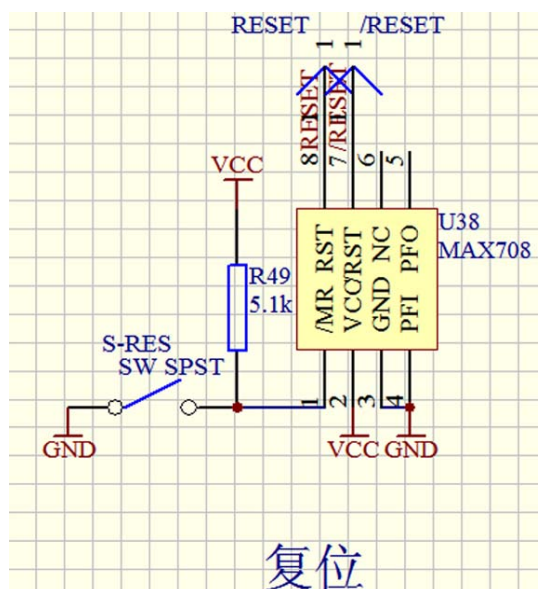 RESET 1 1 /RESET
RESET /RESET
8 7 6 5
VCC
U38
MAX708
/MR RST
VCC/RST
GND NC
PFI PFO
R49
5.1k
S-RES
SW SPST
1 2 3 4
GND VCC GND
复位